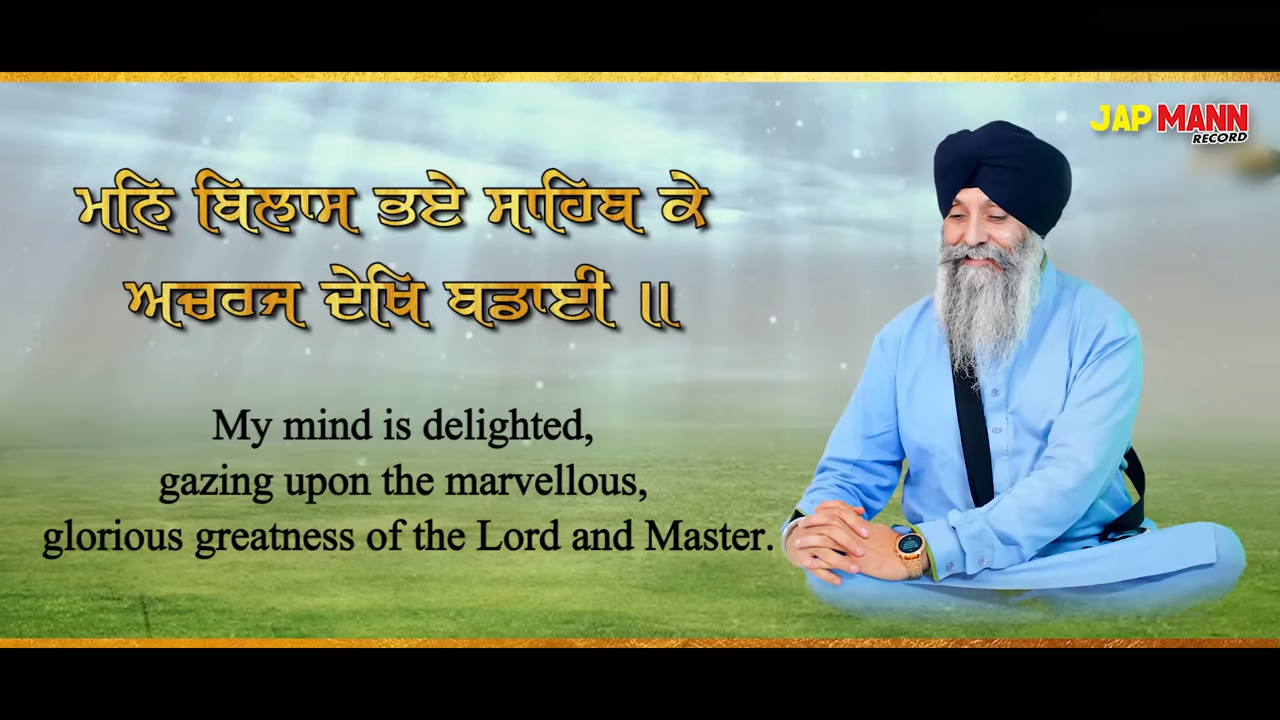 ਮਨਿ ਬਿਲਾਸ ਭਏ ਸਾਹਿਬ ਕੇ
ਅਚਰਜ ਦੇਖਿ ਬਡਾਈ ॥
My mind is delighted,
gazing upon the marvellous,
glorious greatness of the Lord and Master.
JAP MANN
RECORD